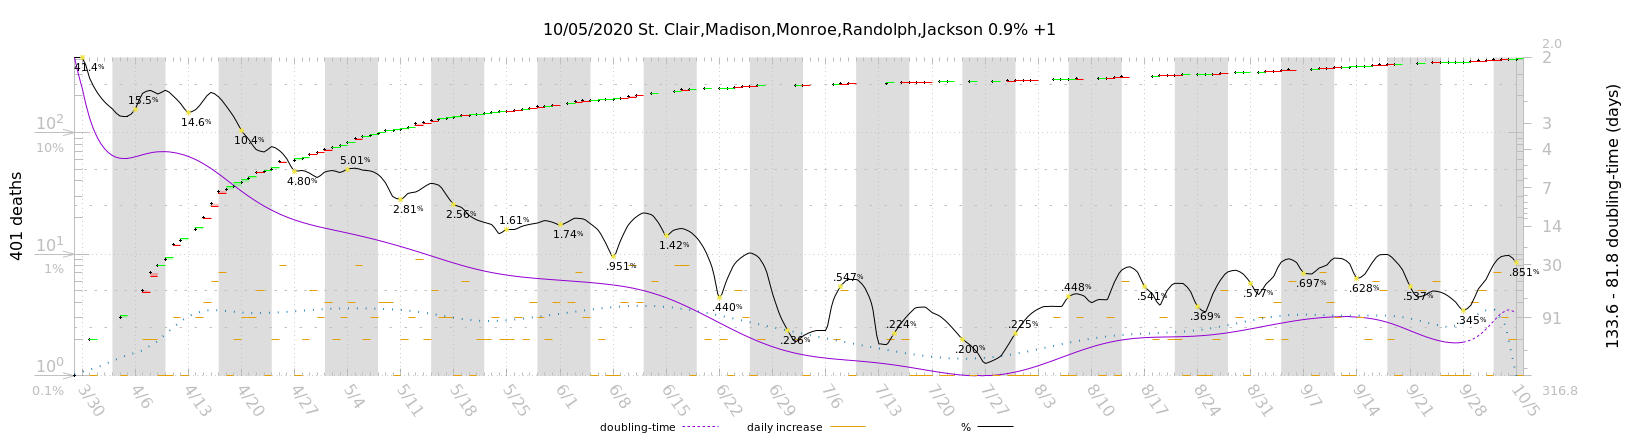 10/05/2020 St. Clair,Madison,Monroe,Randolph,Jackson 0.9% +1
401 deaths
10² 10% 10¹ 1% 10⁰ 0.1%
41.4% 15.5% 14.6% 10.4% 4.80% 5.01% 2.81% 2.56% 1.61% 1.74% .951% 1.42% .440% .236% .547% .224% .200% .225% .448% .541% .369% .577% .697% .628% .537% .345% .851%
2.0 2 3 4 7 14 30 91 316.8
133.6 - 81.8 doubling-time (days)
3/30 4/6 4/13 4/20 4/27 5/4 5/11 5/18 5/25 6/1 6/8 6/15 6/22 6/29 7/6 7/13 7/20 7/27 8/3 8/10 8/17 8/24 8/31 9/7 9/14 9/21 9/28 10/5
doubling-time daily increase %